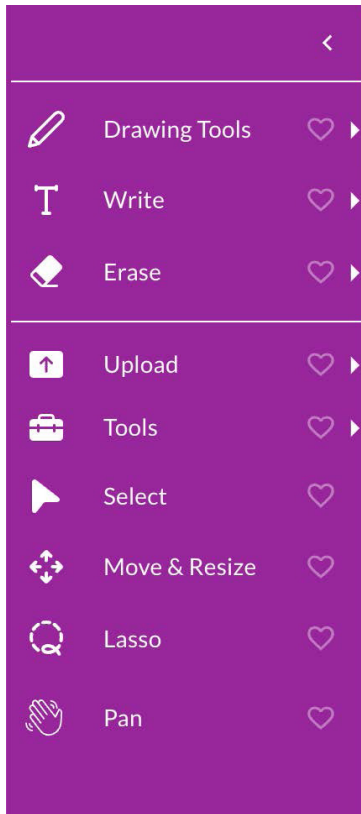 Drawing Tools
Write
Erase
Upload
Tools
Select
Move & Resize
Lasso
Pan